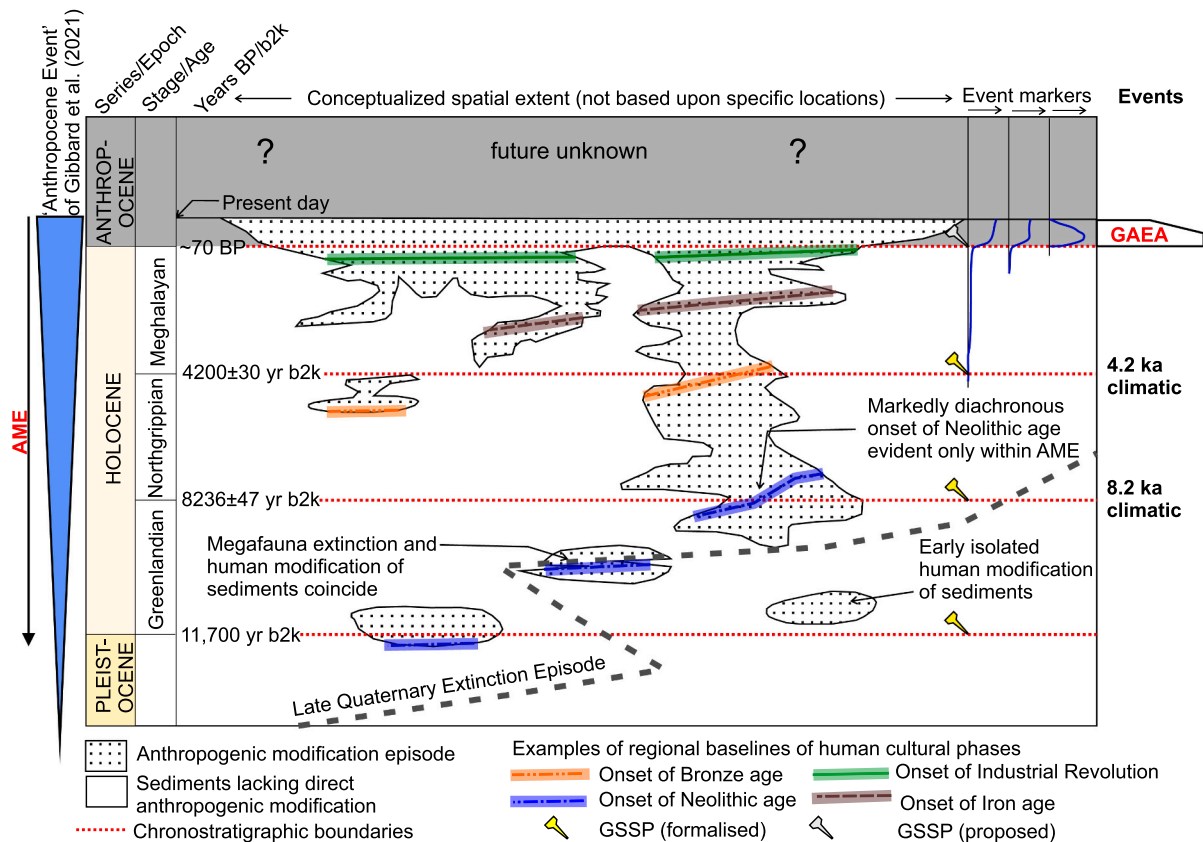 'Anthropocene Event'
of Gibbard et al. (2021)
Series/Epoch
Stage/Age
Years BP/b2k
Conceptualized spatial extent (not based upon specific locations)
Event markers
Events
ANTHROP-
OCENE
?
future unknown
?
Present day
~70 BP
GAEA
AME
HOLOCENE
Meghalayan
4200±30 yr b2k
4.2 ka
climatic
Northgrippian
Markedly diachronous
onset of Neolithic age
evident only within AME
8236±47 yr b2k
8.2 ka
climatic
Greenlandian
Megafauna extinction and
human modification of
sediments coincide
Early isolated
human modification
of sediments
11,700 yr b2k
PLEIST-
OCENE
Late Quaternary Extinction Episode
Anthropogenic modification episode
Sediments lacking direct
anthropogenic modification
Chronostratigraphic boundaries
Examples of regional baselines of human cultural phases
Onset of Bronze age
Onset of Industrial Revolution
Onset of Neolithic age
Onset of Iron age
GSSP (formalised)
GSSP (proposed)